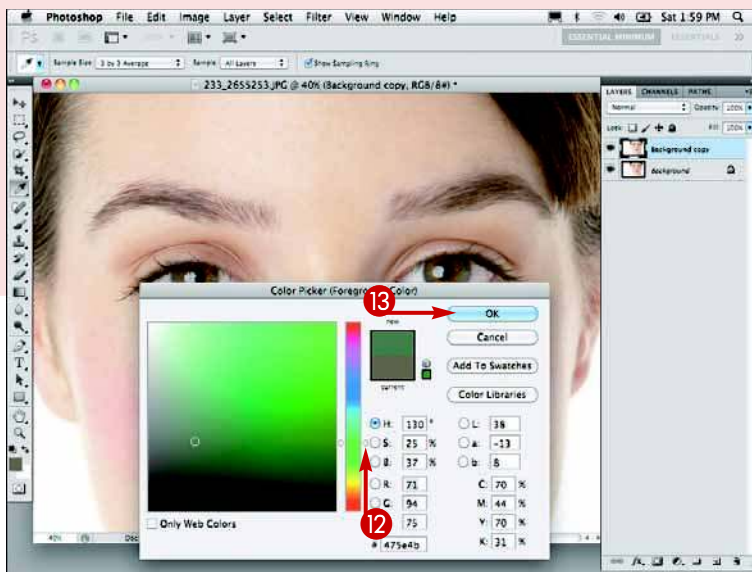 Photoshop File Edit Image Layer Select Filter View Window Help Sat 1:59 PM
ESSENTIAL MINIMUM ESSENTIALS
Sample Size: 3 by 3 Average Sample: All Layers Show Sampling Ring
233_2655253.JPG @ 40% (Background copy, RGB/8#) *
LAYERS CHANNELS PATHS
Normal Opacity: 100%
Lock: Fill: 100%
Background copy
Background
Color Picker (Foreground Color)
13
OK
new
Cancel
Add To Swatches
current
Color Libraries
H: 130 ° L: 38
S: 25 % a: -13
B: 37 % b: 8
R: 71 C: 70 %
G: 94 M: 44 %
12
75 Y: 70 %
Only Web Colors
# 475e4b K: 31 %
40% Doc